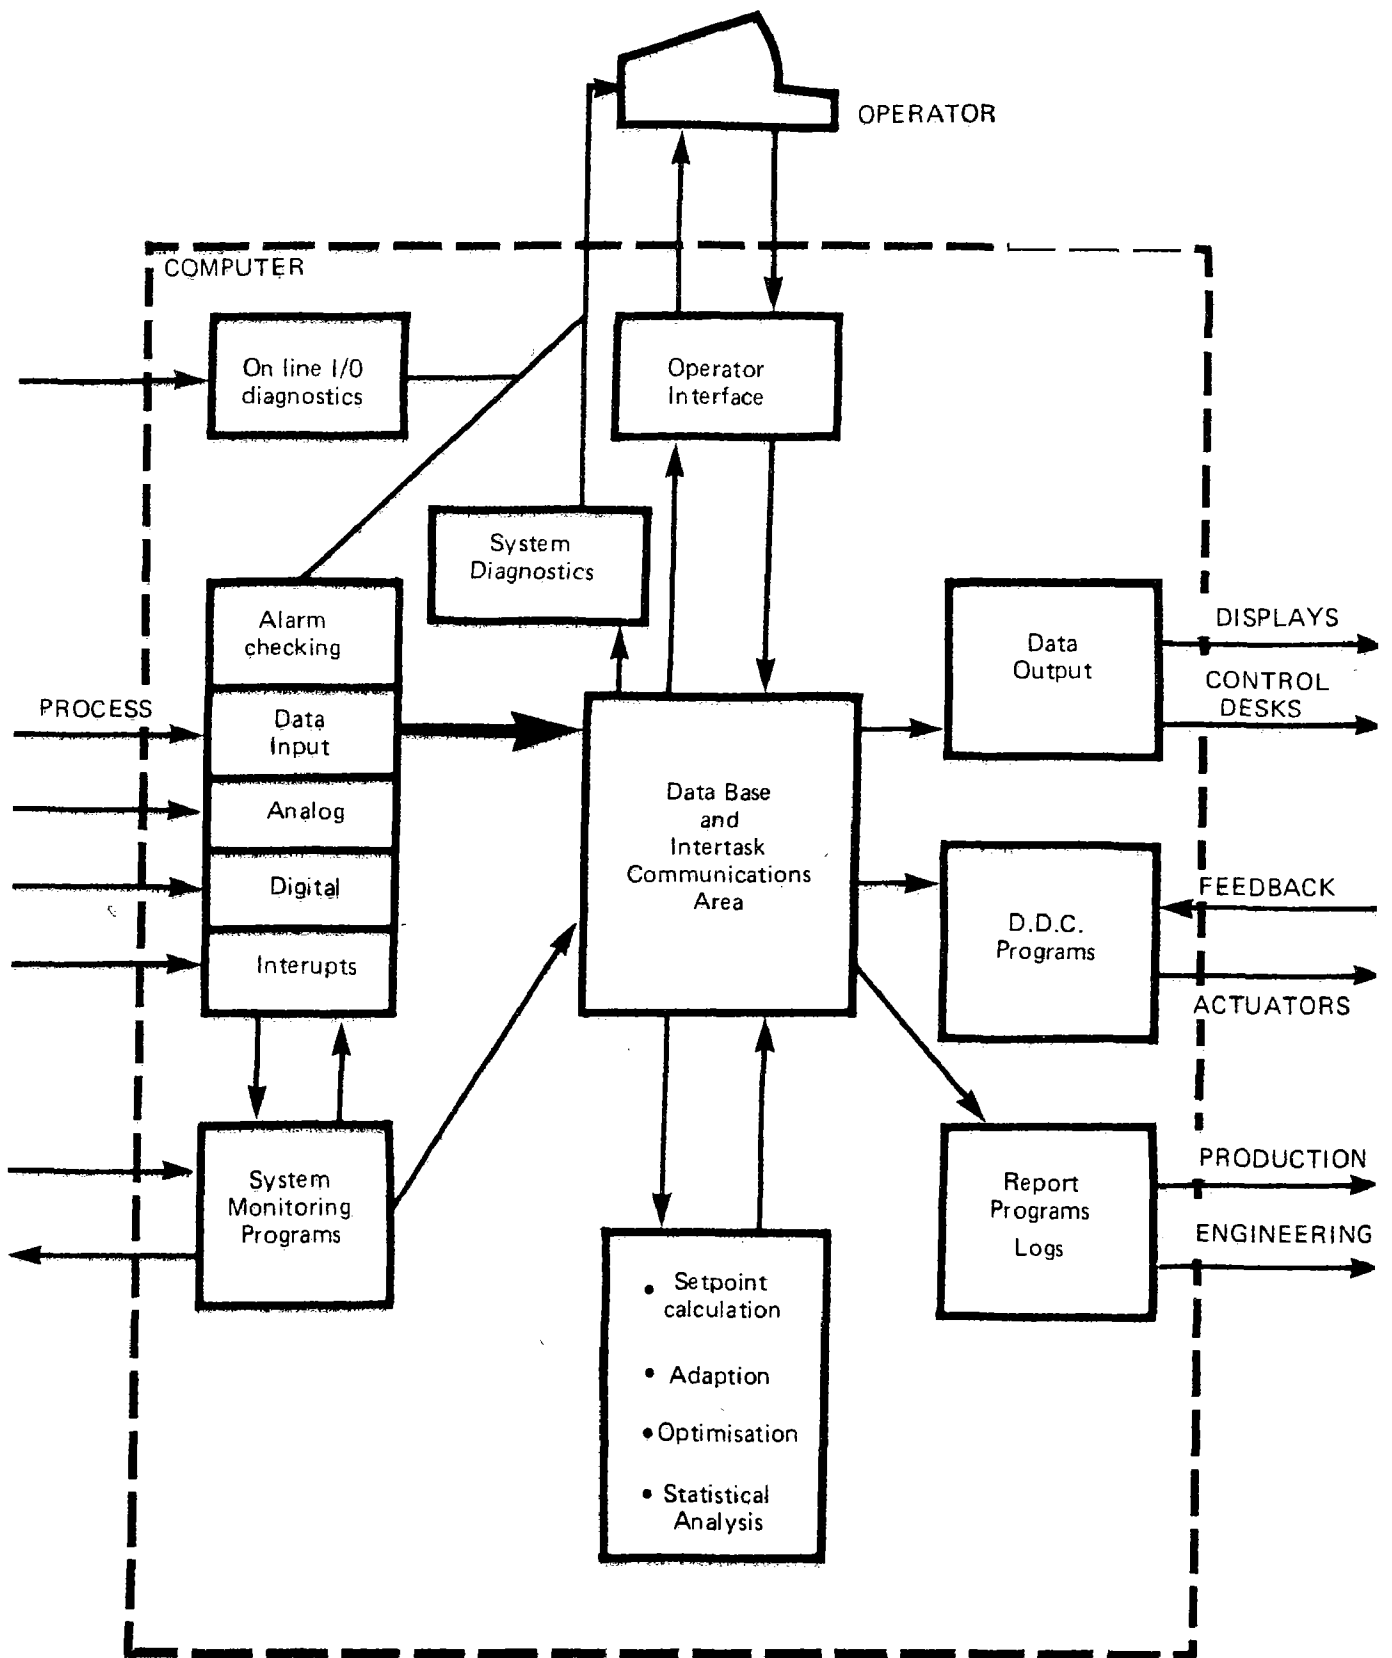 OPERATOR
COMPUTER
On line I/O
diagnostics
Operator
Interface
System
Diagnostics
Alarm
checking
PROCESS
Data
Input
Analog
Digital
Interupts
Data Base
and
Intertask
Communications
Area
Data
Output
DISPLAYS
CONTROL
DESKS
D.D.C.
Programs
FEEDBACK
ACTUATORS
System
Monitoring
Programs
Report
Programs
Logs
PRODUCTION
ENGINEERING
• Setpoint
calculation
• Adaption
• Optimisation
• Statistical
Analysis